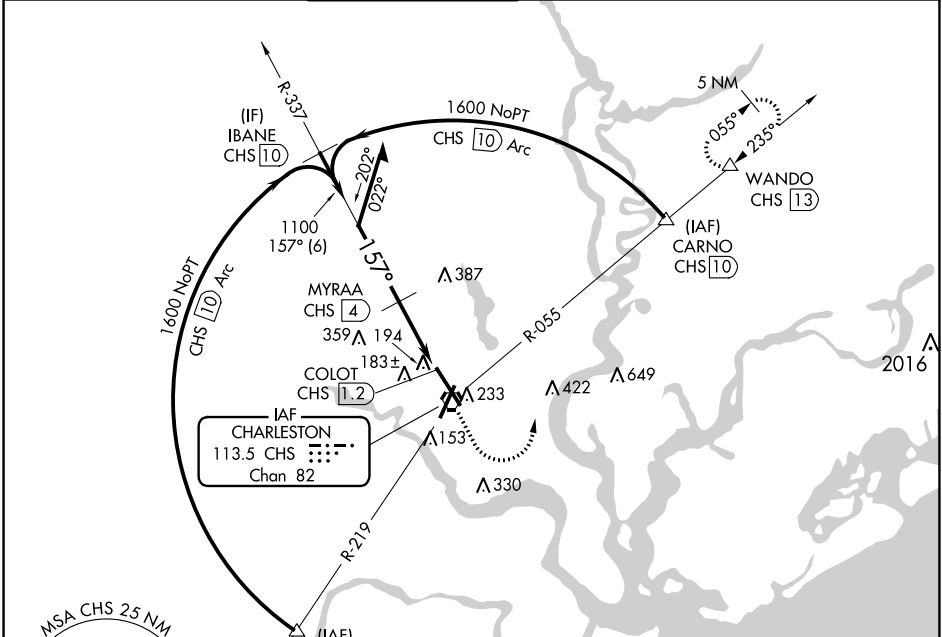 5 NM
055°
235°
WANDO
CHS 13
1600 NoPT
CHS 10 Arc
R-337
(IF)
IBANE
CHS 10
202°
022°
1100
157° (6)
157°
(IAF)
CARNO
CHS 10
R-055
1600 NoPT
CHS 10 Arc
MYRAA
CHS 4
387
359 194
183±
COLOT
CHS 1.2
233
422
649
2016
IAF
CHARLESTON
113.5 CHS
Chan 82
153
330
R-219
MSA CHS 25 NM
(IAF)